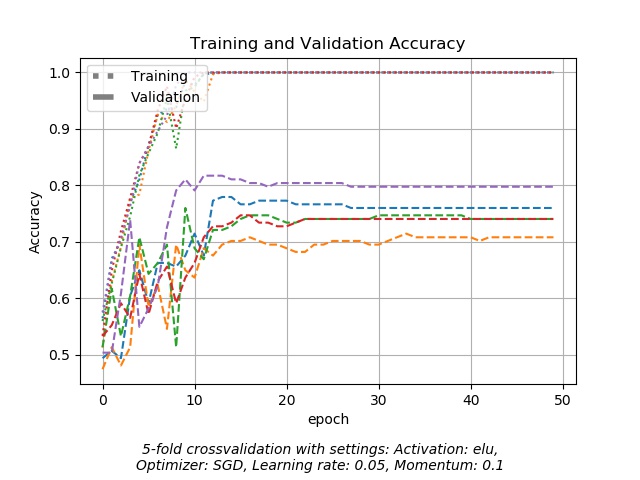 Training and Validation Accuracy
Training
Validation
Accuracy
1.0
0.9
0.8
0.7
0.6
0.5
0
10
20
30
40
50
epoch
5-fold crossvalidation with settings: Activation: elu,
Optimizer: SGD, Learning rate: 0.05, Momentum: 0.1